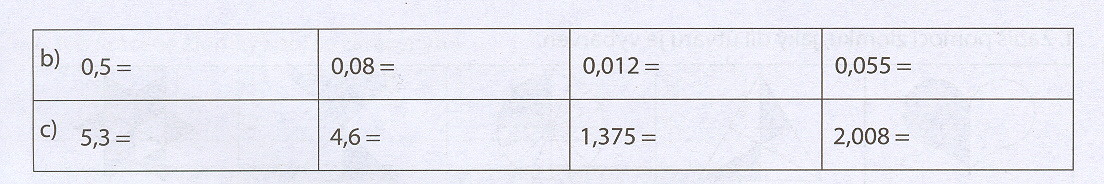 b) 0,5 = 0,08 = 0,012 = 0,055 =
c) 5,3 = 4,6 = 1,375 = 2,008 =